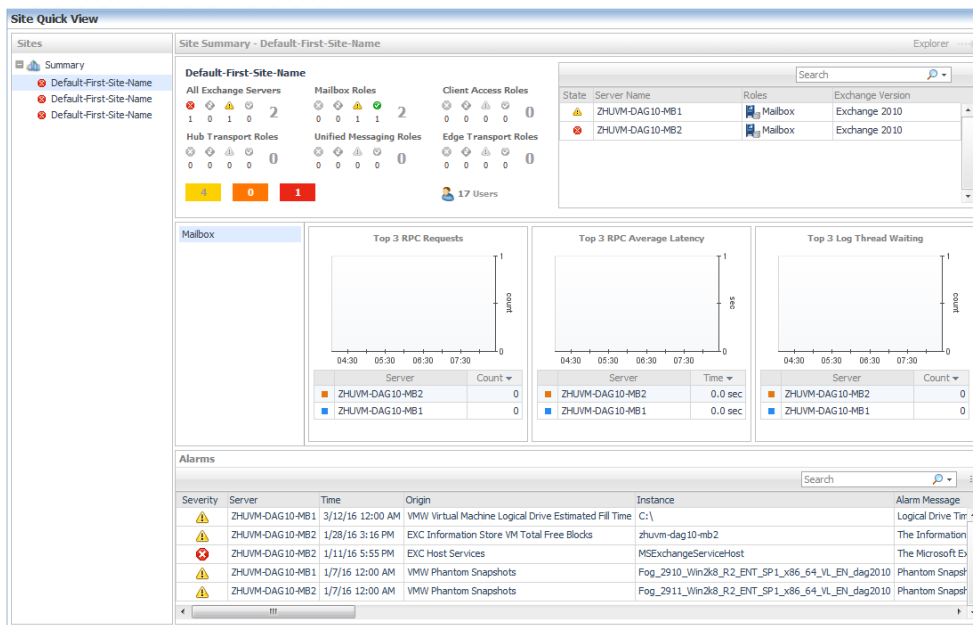 Site Quick View
Sites
Summary
Default-First-Site-Name
Default-First-Site-Name
Default-First-Site-Name
Site Summary - Default-First-Site-Name
Explorer
Default-First-Site-Name
All Exchange Servers
1 0 1 0 2
Mailbox Roles
0 0 1 1 2
Client Access Roles
0 0 0 0 0
Hub Transport Roles
0 0 0 0 0
Unified Messaging Roles
0 0 0 0 0
Edge Transport Roles
0 0 0 0 0
4 0 1
17 Users
Search
State Server Name Roles Exchange Version
ZHUVM-DAG10-MB1 Mailbox Exchange 2010
ZHUVM-DAG10-MB2 Mailbox Exchange 2010
Mailbox
Top 3 RPC Requests
1
count
0
04:30 05:30 06:30 07:30
Server Count
ZHUVM-DAG10-MB2 0
ZHUVM-DAG10-MB1 0
Top 3 RPC Average Latency
1
sec
0
04:30 05:30 06:30 07:30
Server Time
ZHUVM-DAG10-MB2 0.0 sec
ZHUVM-DAG10-MB1 0.0 sec
Top 3 Log Thread Waiting
1
count
0
04:30 05:30 06:30 07:30
Server Count
ZHUVM-DAG10-MB2 0
ZHUVM-DAG10-MB1 0
Alarms
Search
Severity Server Time Origin Instance Alarm Message
ZHUVM-DAG10-MB1 3/12/16 12:00 AM VMW Virtual Machine Logical Drive Estimated Fill Time C:\ Logical Drive Tim
ZHUVM-DAG10-MB2 1/28/16 3:16 PM EXC Information Store VM Total Free Blocks zhuvm-dag10-mb2 The Information
ZHUVM-DAG10-MB2 1/11/16 5:55 PM EXC Host Services MSExchangeServiceHost The Microsoft Ex
ZHUVM-DAG10-MB1 1/7/16 12:00 AM VMW Phantom Snapshots Fog_2910_Win2k8_R2_ENT_SP1_x86_64_VL_EN_dag2010 Phantom Snapsh
ZHUVM-DAG10-MB2 1/7/16 12:00 AM VMW Phantom Snapshots Fog_2911_Win2k8_R2_ENT_SP1_x86_64_VL_EN_dag2010 Phantom Snapsh